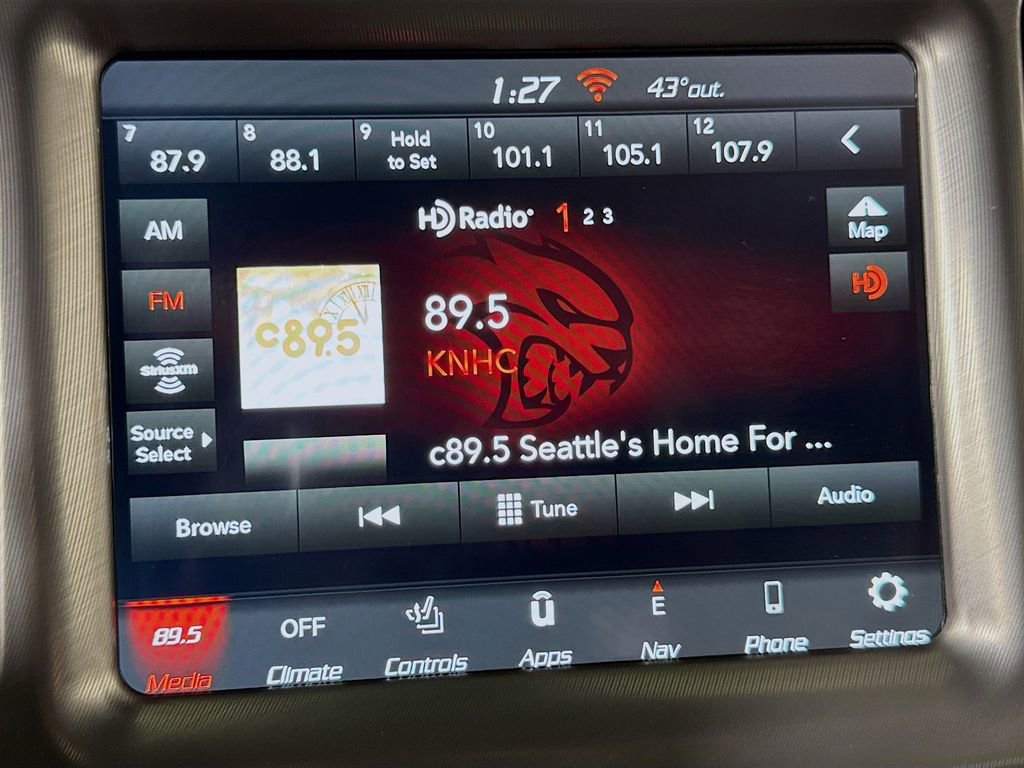 1:27 43°out.
7 87.9
8 88.1
9 Hold
to Set
10 101.1
11 105.1
12 107.9
AM
HD Radio® 1 2 3
Map
FM
HD
XI XII
c89.5
89.5
KNHC
SiriusXM
Source
Select
c89.5 Seattle's Home For ...
Browse
Tune
Audio
89.5
Media
OFF
Climate
Controls
u
Apps
E
Nav
Phone
Settings